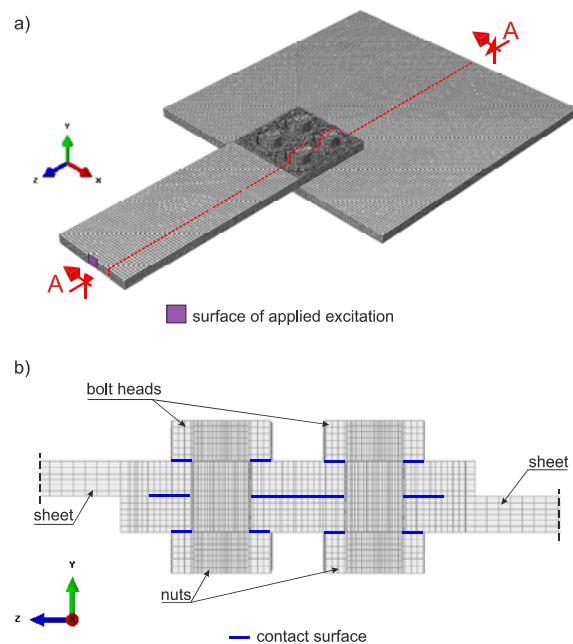 a)
A
Y
Z
X
A
surface of applied excitation
b)
bolt heads
sheet
sheet
Y
nuts
Z
X
contact surface